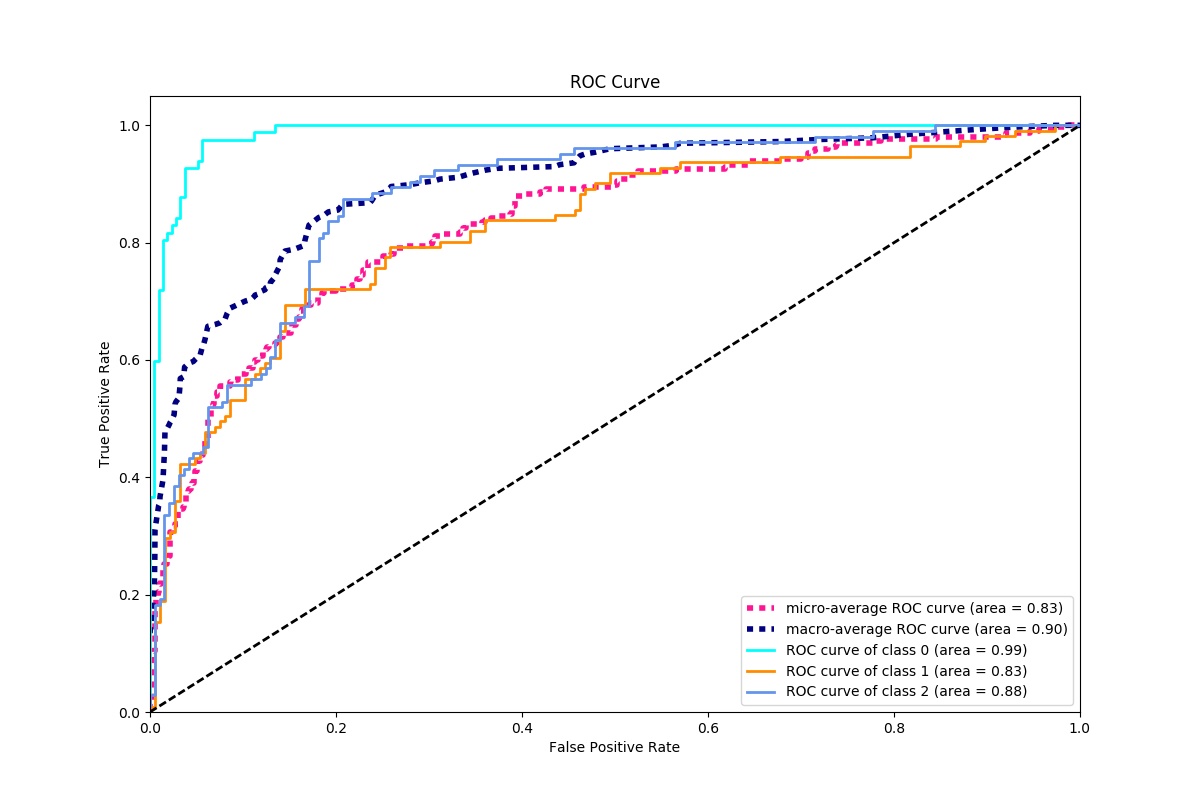 ROC Curve
1.0
0.8
0.6
0.4
0.2
0.0
True Positive Rate
0.0
0.2
0.4
0.6
0.8
1.0
False Positive Rate
micro-average ROC curve (area = 0.83)
macro-average ROC curve (area = 0.90)
ROC curve of class 0 (area = 0.99)
ROC curve of class 1 (area = 0.83)
ROC curve of class 2 (area = 0.88)